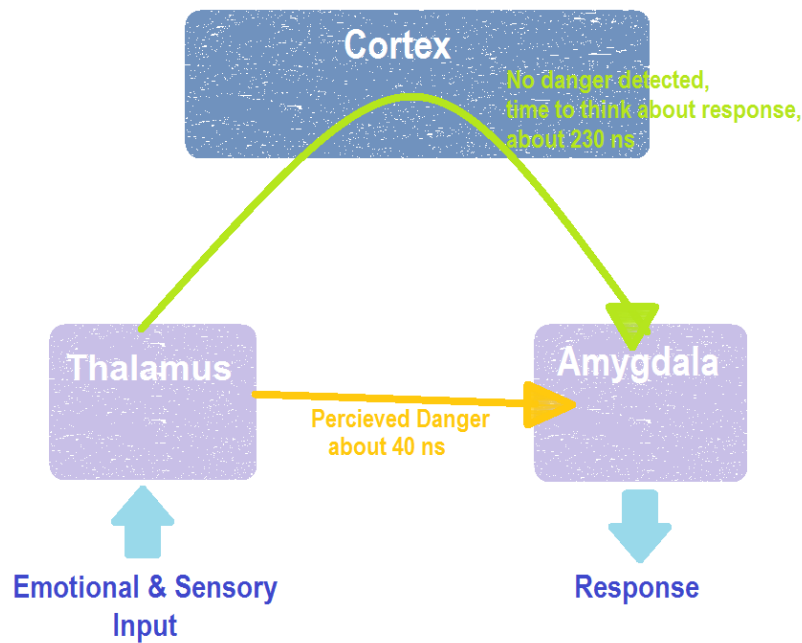 Cortex
No danger detected,
time to think about response,
about 230 ns
Thalamus
Amygdala
Percieved Danger
about 40 ns
Emotional & Sensory
Input
Response